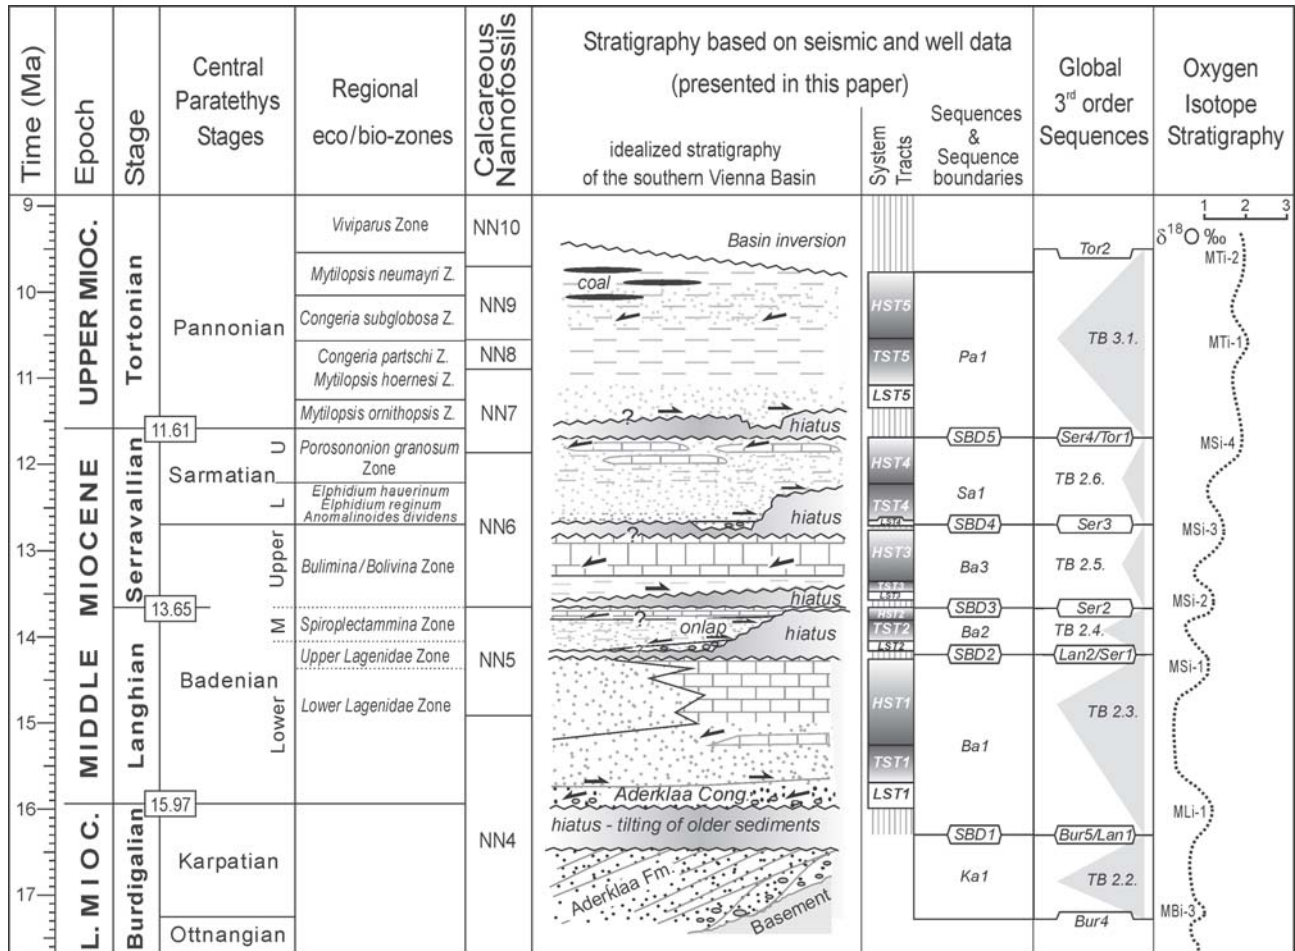 Time (Ma)
Epoch
Stage
Central
Paratethys
Stages
Regional
eco/bio-zones
Calcareous
Nannofossils
Stratigraphy based on seismic and well data
(presented in this paper)
idealized stratigraphy
of the southern Vienna Basin
System
Tracts
Sequences
&
Sequence
boundaries
Global
3rd order
Sequences
Oxygen
Isotope
Stratigraphy
9
10
11
12
13
14
15
16
17
UPPER MIOC.
MIDDLE MIOCENE
L. MIOC.
Tortonian
Serravallian
Langhian
Burdigalian
11.61
13.65
15.97
Pannonian
Sarmatian
U
L
Badenian
Upper
M
Lower
Karpatian
Ottnangian
Viviparus Zone
Mytilopsis neumayri Z.
Congeria subglobosa Z.
Congeria partschi Z.
Mytilopsis hoernesi Z.
Mytilopsis ornithopsis Z.
Porosononion granosum
Zone
Elphidium hauerinum
Elphidium reginum
Anomalinoides dividens
Bulimina/Bolivina Zone
Spiroplectammina Zone
Upper Lagenidae Zone
Lower Lagenidae Zone
NN10
NN9
NN8
NN7
NN6
NN5
NN4
Basin inversion
coal
?
hiatus
hiatus
?
hiatus
?
onlap
hiatus
?
Aderklaa Cong.
hiatus - tilting of older sediments
Aderklaa Fm.
Basement
HST5
TST5
LST5
HST4
TST4
LST4
HST3
TST3
LST3
HST2
TST2
LST2
HST1
TST1
LST1
Pa1
SBD5
Sa1
SBD4
Ba3
SBD3
Ba2
SBD2
Ba1
SBD1
Ka1
Tor2
TB 3.1.
Ser4/Tor1
TB 2.6.
Ser3
TB 2.5.
Ser2
TB 2.4.
Lan2/Ser1
TB 2.3.
Bur5/Lan1
TB 2.2.
Bur4
1 2 3
δ18O ‰
MTi-2
MTi-1
MSi-4
MSi-3
MSi-2
MSi-1
MLi-1
MBi-3